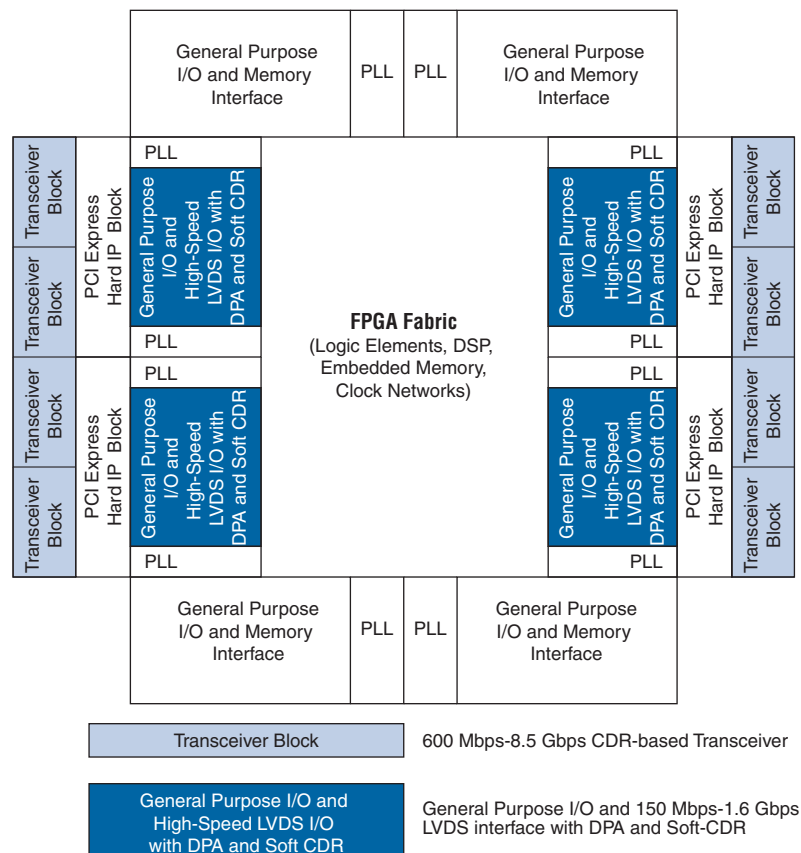 General Purpose
I/O and Memory
Interface
PLL
PLL
General Purpose
I/O and Memory
Interface
Transceiver
Block
Transceiver
Block
PCI Express
Hard IP Block
PLL
General Purpose
I/O and
High-Speed
LVDS I/O with
DPA and Soft CDR
PLL
Transceiver
Block
Transceiver
Block
PCI Express
Hard IP Block
PLL
General Purpose
I/O and
High-Speed
LVDS I/O with
DPA and Soft CDR
PLL
FPGA Fabric
(Logic Elements, DSP,
Embedded Memory,
Clock Networks)
PLL
General Purpose
I/O and
High-Speed
LVDS I/O with
DPA and Soft CDR
PLL
PCI Express
Hard IP Block
Transceiver
Block
Transceiver
Block
PLL
General Purpose
I/O and
High-Speed
LVDS I/O with
DPA and Soft CDR
PLL
PCI Express
Hard IP Block
Transceiver
Block
Transceiver
Block
General Purpose
I/O and Memory
Interface
PLL
PLL
General Purpose
I/O and Memory
Interface
Transceiver Block
600 Mbps-8.5 Gbps CDR-based Transceiver
General Purpose I/O and
High-Speed LVDS I/O
with DPA and Soft CDR
General Purpose I/O and 150 Mbps-1.6 Gbps
LVDS interface with DPA and Soft-CDR